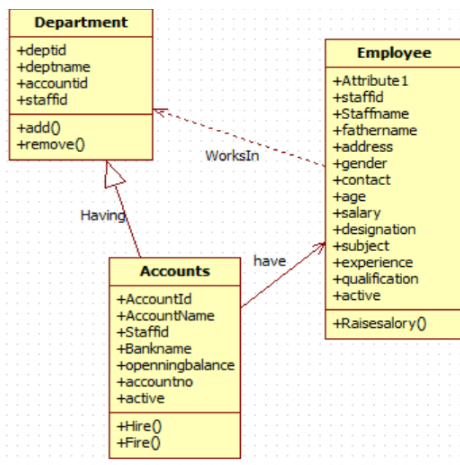 Department
+deptid
+deptname
+accountid
+staffid
+add()
+remove()
Employee
+Attribute1
+staffid
+Staffname
+fathername
+address
+gender
+contact
+age
+salary
+designation
+subject
+experience
+qualification
+active
+Raisesalory()
WorksIn
Having
have
Accounts
+AccountId
+AccountName
+Staffid
+Bankname
+openningbalance
+accountno
+active
+Hire()
+Fire()